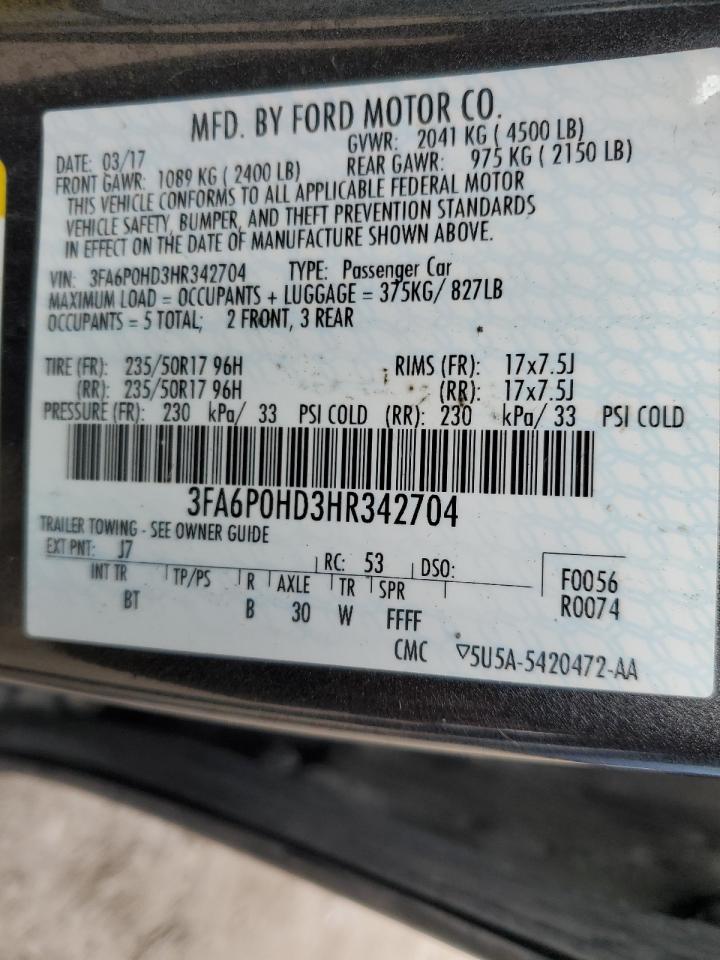 MFD. BY FORD MOTOR CO.
DATE: 03/17 GVWR: 2041 KG ( 4500 LB)
FRONT GAWR: 1089 KG ( 2400 LB) REAR GAWR: 975 KG ( 2150 LB)
THIS VEHICLE CONFORMS TO ALL APPLICABLE FEDERAL MOTOR
VEHICLE SAFETY, BUMPER, AND THEFT PREVENTION STANDARDS
IN EFFECT ON THE DATE OF MANUFACTURE SHOWN ABOVE.
VIN: 3FA6P0HD3HR342704 TYPE: Passenger Car
MAXIMUM LOAD = OCCUPANTS + LUGGAGE = 375KG/ 827LB
OCCUPANTS = 5 TOTAL; 2 FRONT, 3 REAR
TIRE (FR): 235/50R17 96H RIMS (FR): 17x7.5J
(RR): 235/50R17 96H (RR): 17x7.5J
PRESSURE (FR): 230 kPa/ 33 PSI COLD (RR): 230 kPa/ 33 PSI COLD
3FA6P0HD3HR342704
TRAILER TOWING - SEE OWNER GUIDE
EXT PNT: J7 RC: 53 DSO: F0056
INT TR TP/PS R AXLE TR SPR R0074
BT B 30 W FFFF
CMC ▽5U5A-5420472-AA